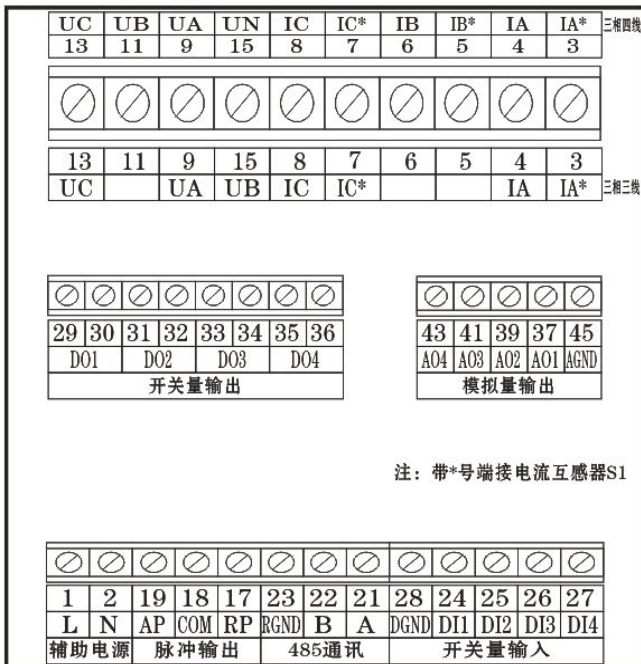 UC UB UA UN IC IC* IB IB* IA IA* 三相四线
13 11 9 15 8 7 6 5 4 3
13 11 9 15 8 7 6 5 4 3
UC UA UB IC IC* IA IA* 三相三线
29 30 31 32 33 34 35 36
DO1 DO2 DO3 DO4
开关量输出
43 41 39 37 45
AO4 AO3 AO2 AO1 AGND
模拟量输出
注：带*号端接电流互感器S1
1 2 19 18 17 23 22 21 28 24 25 26 27
L N AP COM RP RGND B A DGND DI1 DI2 DI3 DI4
辅助电源 脉冲输出 485通讯 开关量输入